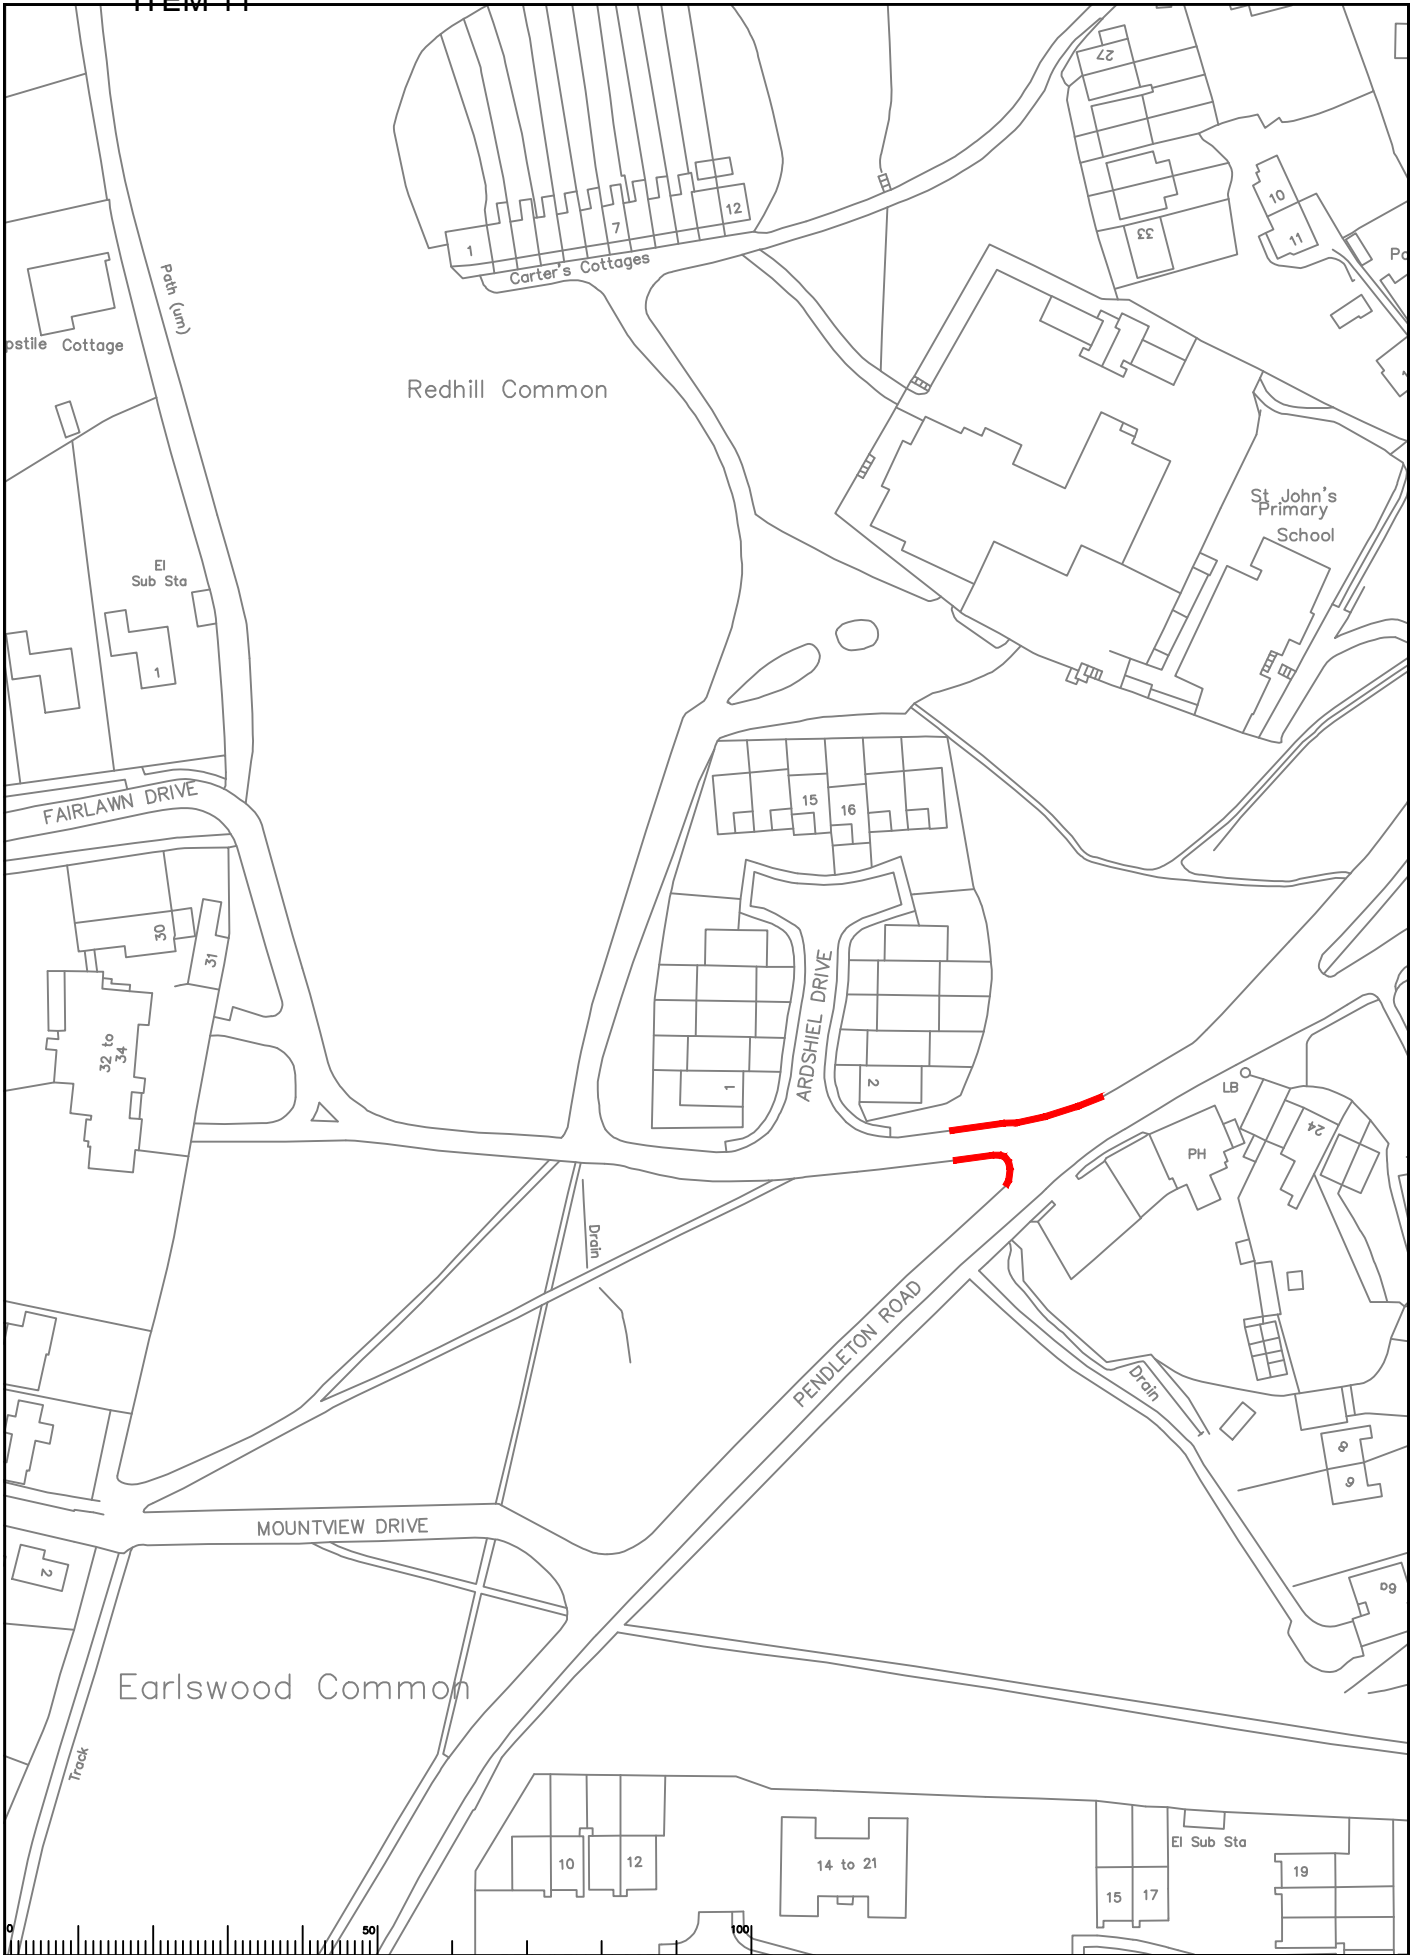 27
10
11
33
12
7
1
Carter's Cottages
Path (um)
Cottage
Redhill Common
St John's
Primary
School
El
Sub Sta
1
FAIRLAWN DRIVE
15
16
30
31
32 to
34
ARDSHIEL DRIVE
1
2
LB
PH
24
Drain
PENDLETON ROAD
Drain
8
9
MOUNTVIEW DRIVE
2
6a
Earlswood Common
Track
El Sub Sta
10
12
14 to 21
15
17
19
0
50
100